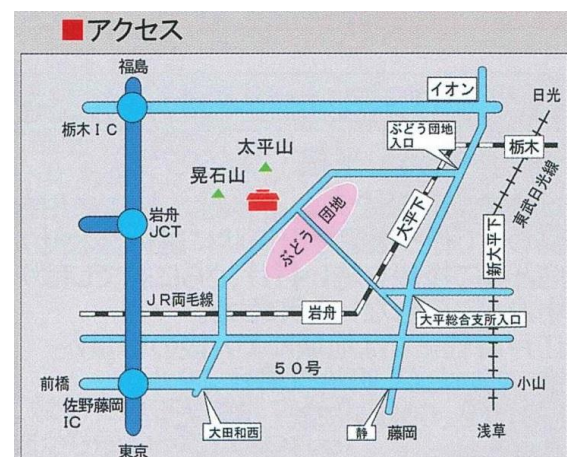 ■アクセス
福島
イオン
日光
栃木IC
ぶどう団地
入口
栃木
太平山
晃石山
東武日光線
岩舟
JCT
ぶどう 団地
大平下
新大平下
JR両毛線
岩舟
大平総合支所入口
50号
前橋
小山
佐野藤岡
IC
大田和西
静
藤岡
浅草
東京